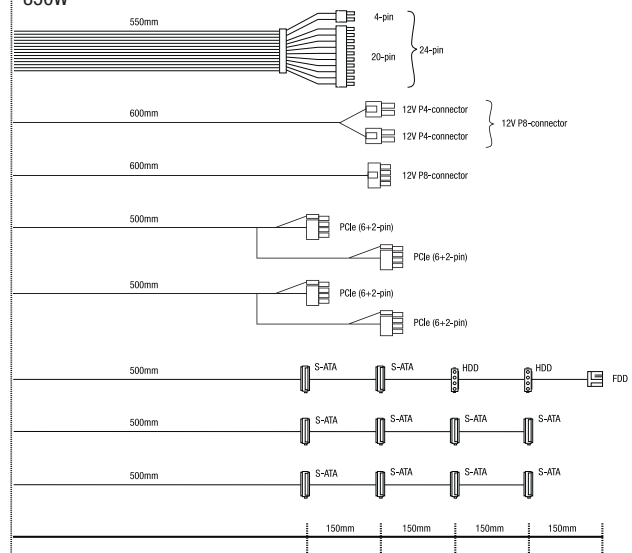 850W
550mm
4-pin
20-pin
24-pin
600mm
12V P4-connector
12V P4-connector
12V P8-connector
600mm
12V P8-connector
500mm
PCIe (6+2-pin)
PCIe (6+2-pin)
500mm
PCIe (6+2-pin)
PCIe (6+2-pin)
500mm S-ATA S-ATA HDD HDD FDD
500mm S-ATA S-ATA S-ATA S-ATA
500mm S-ATA S-ATA S-ATA S-ATA
150mm 150mm 150mm 150mm